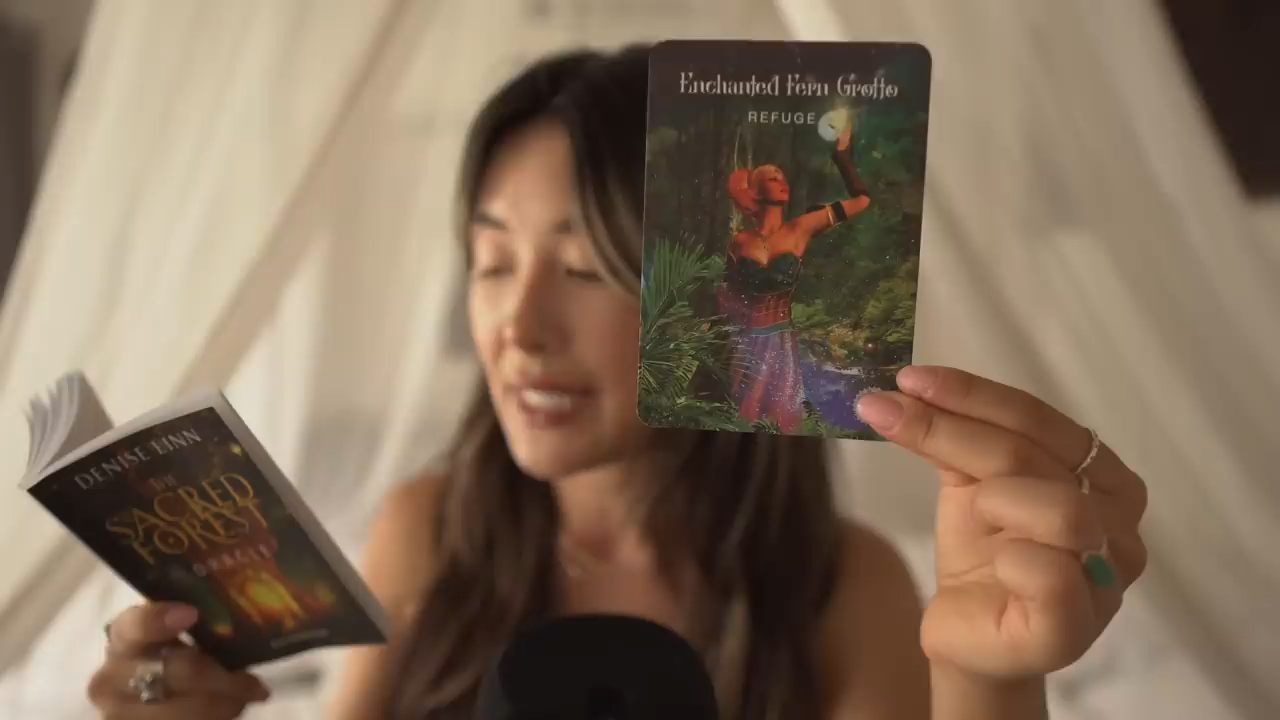 Enchanted Fern Grotto
REFUGE
DENISE LINN
THE
SACRED
FOREST
ORACLE